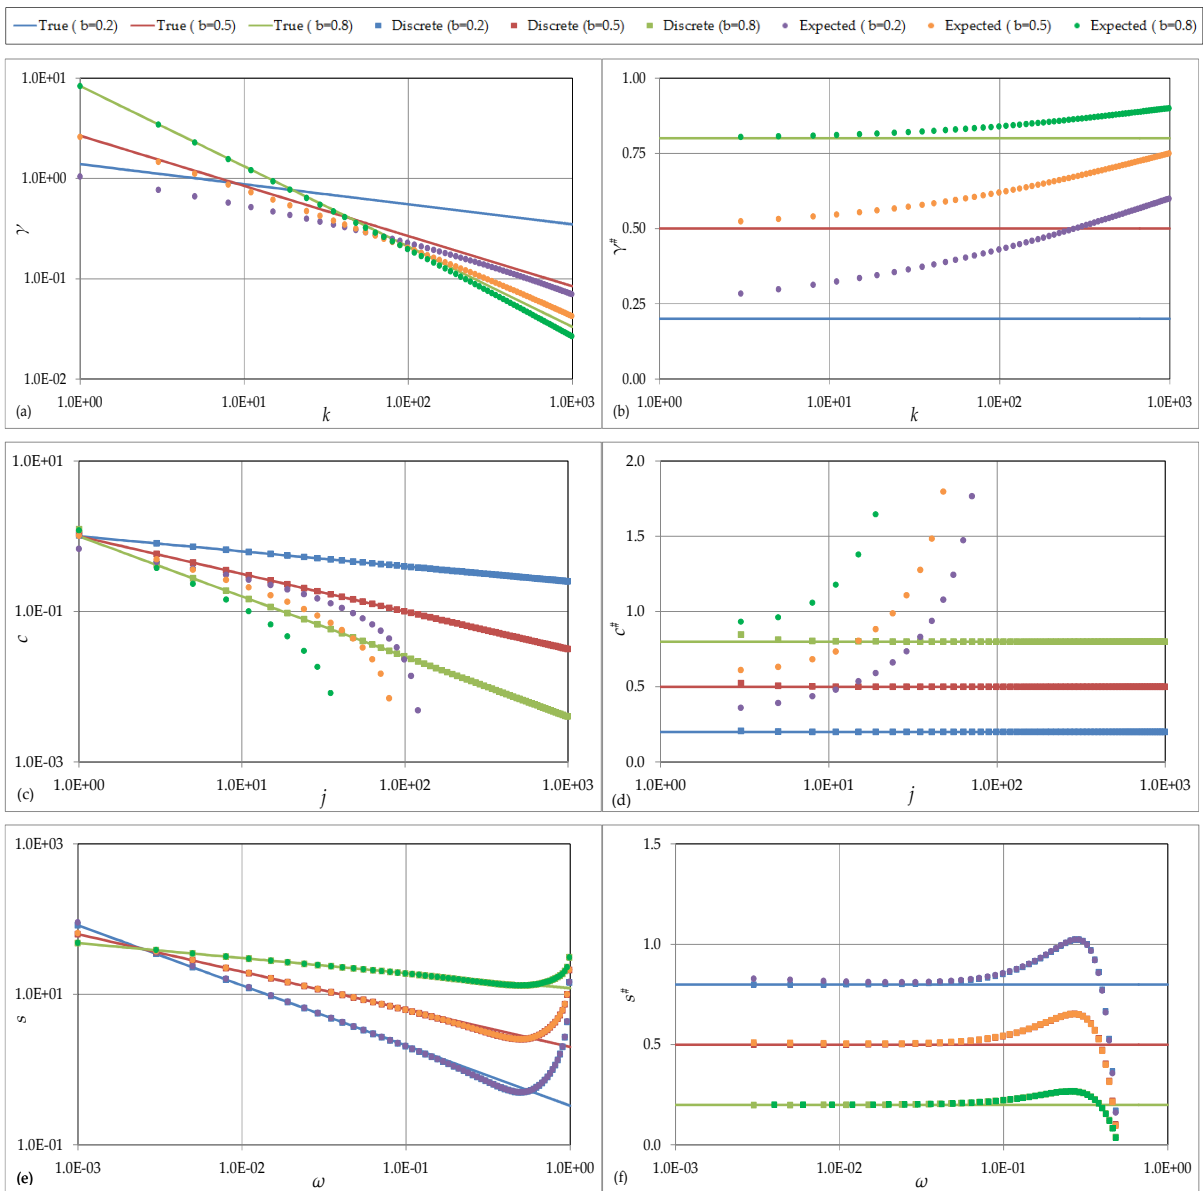 True ( b=0.2) True ( b=0.5) True ( b=0.8) Discrete (b=0.2) Discrete (b=0.5) Discrete (b=0.8) Expected ( b=0.2) Expected ( b=0.5) Expected ( b=0.8)
1.0E+01
1.0E+00
1.0E-01
1.0E-02
γ
1.0E+00 1.0E+01 1.0E+02 1.0E+03
(a) k
1.00
0.75
0.50
0.25
0.00
γ#
1.0E+00 1.0E+01 1.0E+02 1.0E+03
(b) k
1.0E+01
1.0E-01
1.0E-03
c
1.0E+00 1.0E+01 1.0E+02 1.0E+03
(c) j
2.0
1.5
1.0
0.5
0.0
c#
1.0E+00 1.0E+01 1.0E+02 1.0E+03
(d) j
1.0E+03
1.0E+01
1.0E-01
s
1.0E-03 1.0E-02 1.0E-01 1.0E+00
(e) ω
1.5
1.0
0.5
0.0
s#
1.0E-03 1.0E-02 1.0E-01 1.0E+00
(f) ω